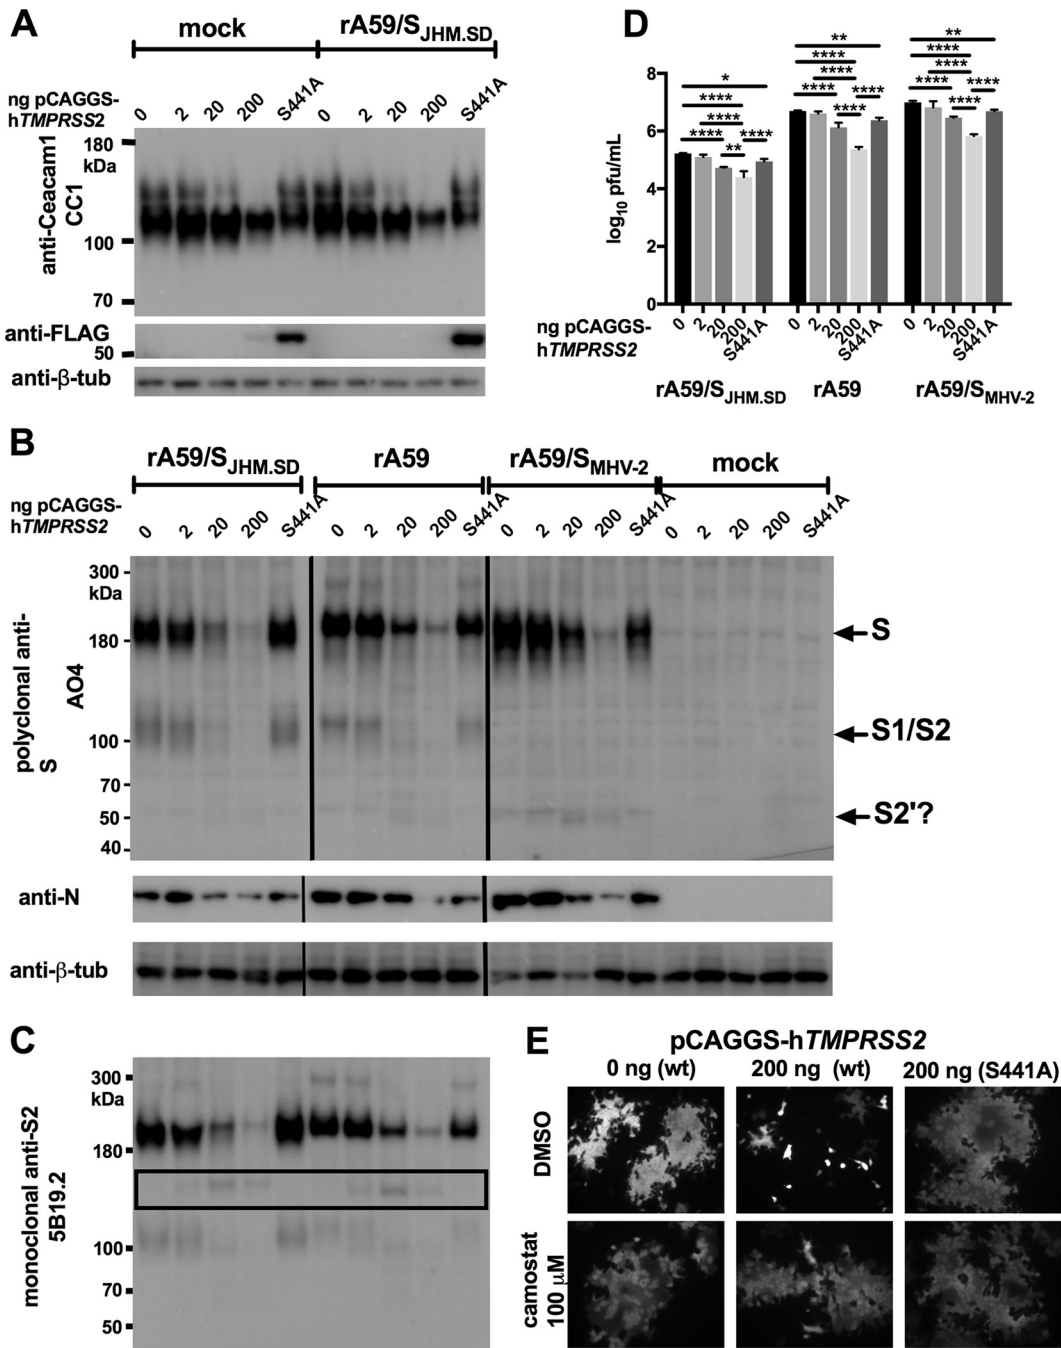 A
mock
rA59/SJHM.SD
ng pCAGGS-
hTMPRSS2
0
2
20
200
S441A
0
2
20
200
S441A
anti-Ceacam1
CC1
180
kDa
100
70
anti-FLAG
50
anti-β-tub
D
log10 pfu/mL
8
6
4
2
0
*
****
****
****
**
****
**
****
****
****
****
****
**
****
****
****
****
****
ng pCAGGS-
hTMPRSS2
0
2
20
200
S441A
0
2
20
200
S441A
0
2
20
200
S441A
rA59/SJHM.SD
rA59
rA59/SMHV-2
B
rA59/SJHM.SD
rA59
rA59/SMHV-2
mock
ng pCAGGS-
hTMPRSS2
0
2
20
200
S441A
0
2
20
200
S441A
0
2
20
200
S441A
0
2
20
200
S441A
polyclonal anti-
S
AO4
300
kDa
180
100
70
50
40
S
S1/S2
S2'?
anti-N
anti-β-tub
C
monoclonal anti-S2
5B19.2
300
kDa
180
100
70
50
E
pCAGGS-hTMPRSS2
0 ng (wt)
200 ng (wt)
200 ng (S441A)
DMSO
camostat
100 μM